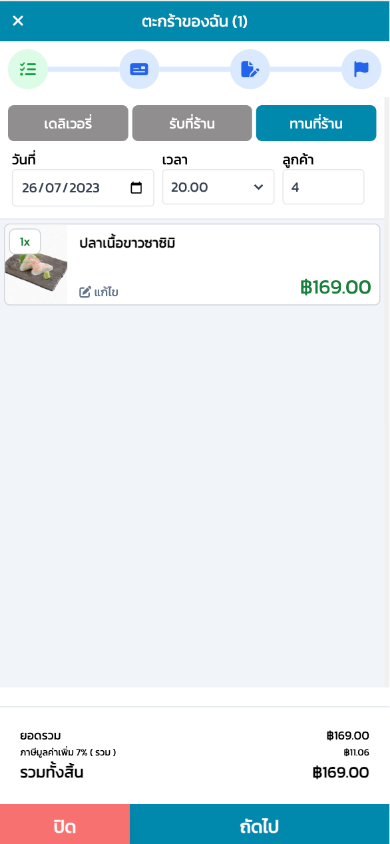 ตะกร้าของฉัน (1)
เดลิเวอรี่ รับที่ร้าน ทานที่ร้าน
วันที่ เวลา ลูกค้า
26/07/2023 20.00 4
1x
ปลาเนื้อขาวซาชิมิ
แก้ไข ฿169.00
ยอดรวม ฿169.00
ภาษีมูลค่าเพิ่ม 7% ( รวม ) ฿11.06
รวมทั้งสิ้น ฿169.00
ปิด ถัดไป